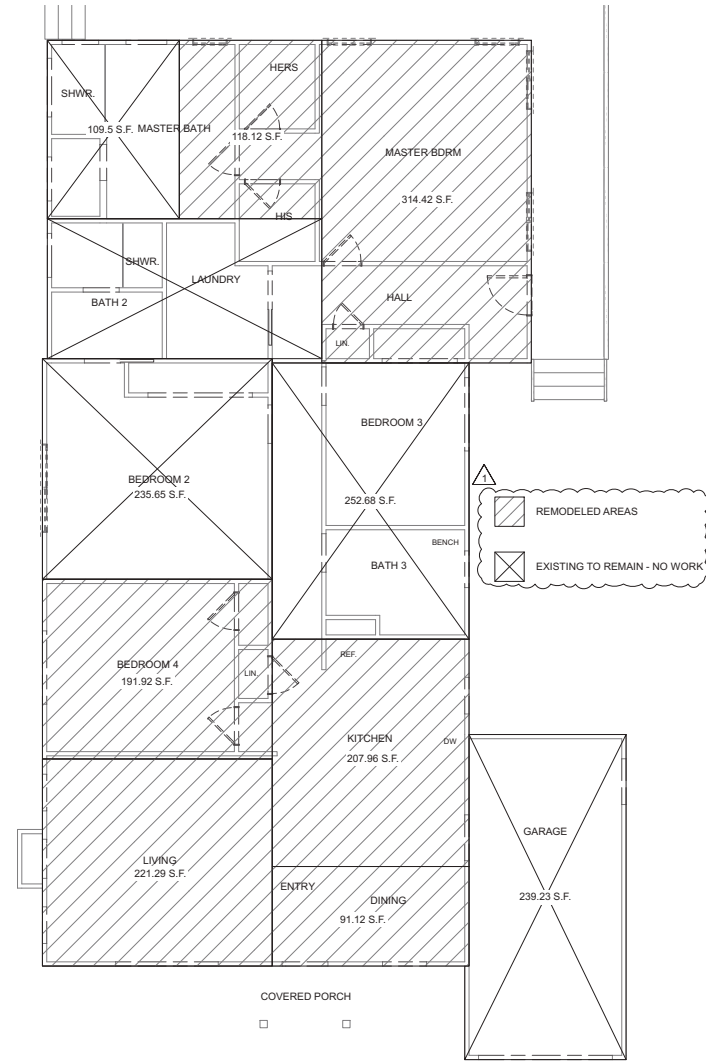 HERS
SHWR.
109.5 S.F. MASTER BATH
118.12 S.F.
MASTER BDRM
314.42 S.F.
HIS
SHWR.
LAUNDRY
BATH 2
HALL
LIN.
BEDROOM 3
BEDROOM 2
235.65 S.F.
252.68 S.F.
1
REMODELED AREAS
EXISTING TO REMAIN - NO WORK
BENCH
BATH 3
REF.
BEDROOM 4
191.92 S.F.
LIN.
KITCHEN
207.96 S.F.
DW
GARAGE
239.23 S.F.
LIVING
221.29 S.F.
ENTRY
DINING
91.12 S.F.
COVERED PORCH